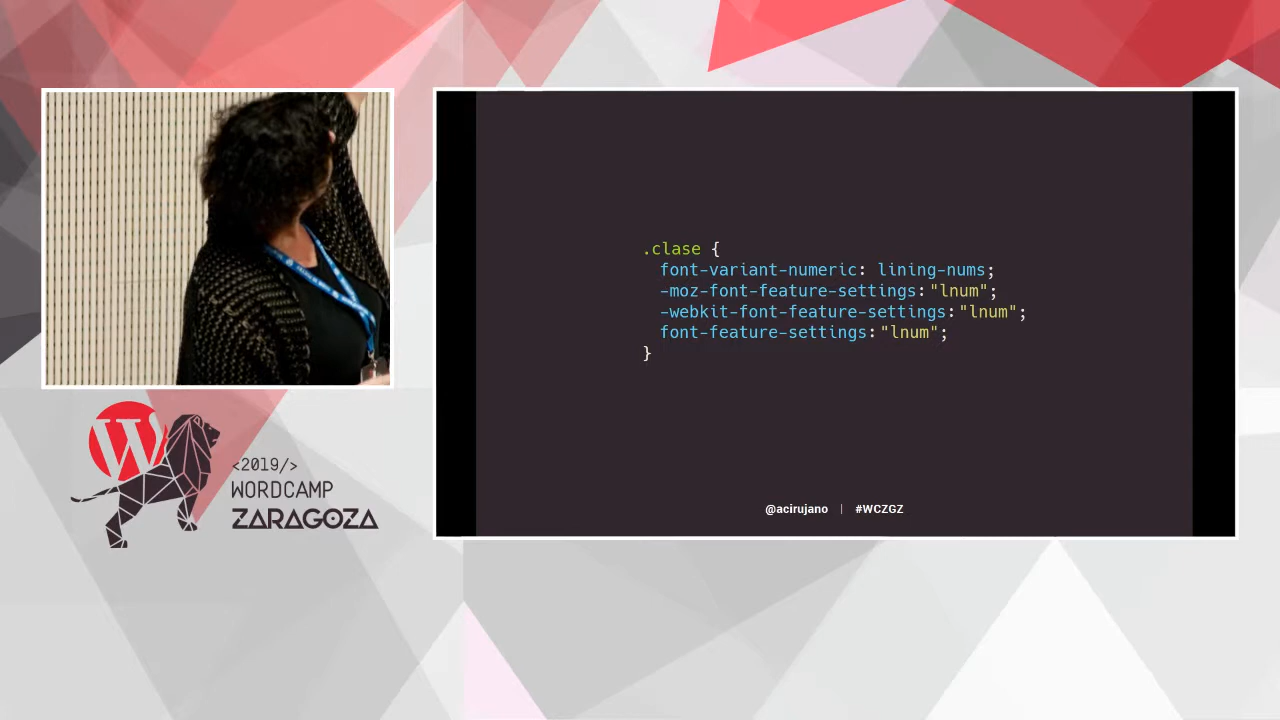 .clase {
font-variant-numeric: lining-nums;
-moz-font-feature-settings:"lnum";
-webkit-font-feature-settings:"lnum";
font-feature-settings:"lnum";
}
@acirujano | #WCZGZ
<2019/>
WORDCAMP
ZARAGOZA